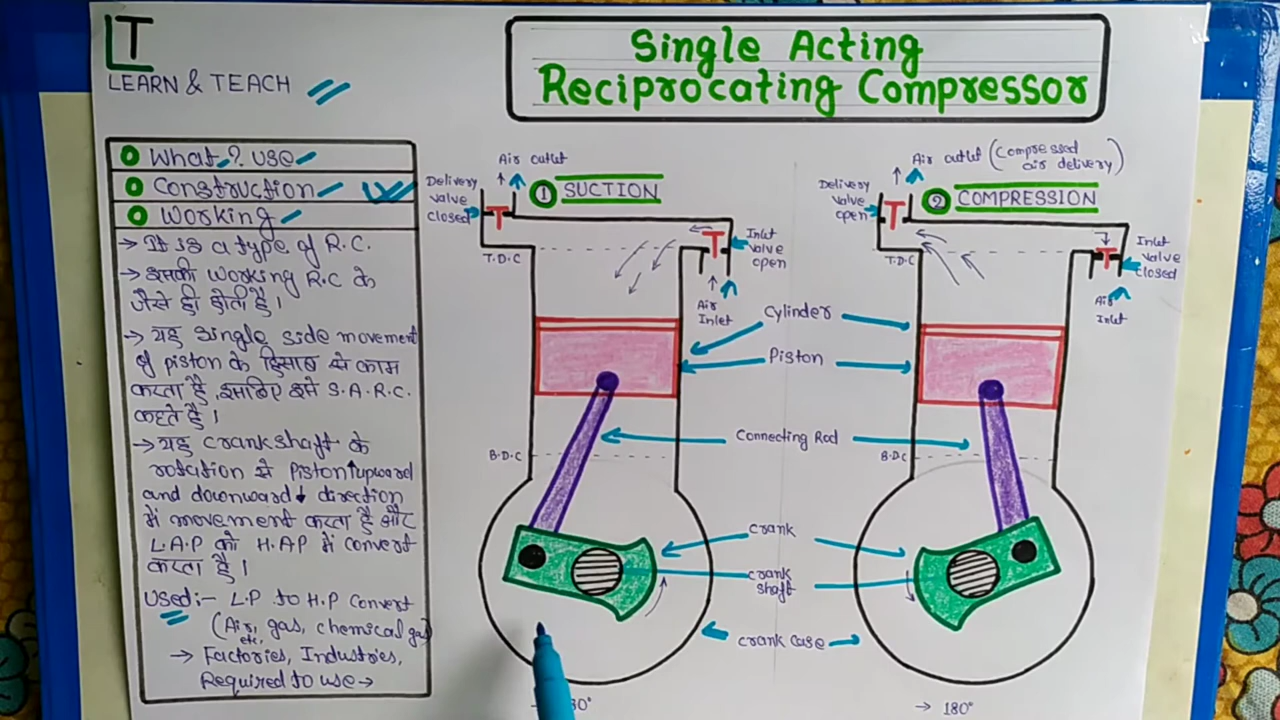 LT
LEARN & TEACH
Single Acting
Reciprocating Compressor
What? Use
Construction
Working
→ It is a type of R.C.
→ इसकी working R.C के
जैसे ही होती है।
→ यह single side movement
of piston के हिसाब से काम
करता है, इसलिए इसे S.A.R.C.
कहते है।
→ यह crankshaft के
rotation से Piston↑upward
and downward↓ direction
में movement करता है और
L.A.P को H.A.P में convert
करता है।
Used:- L.P to H.P Convert
(Air, gas, chemical gas)
etc,
→ Factories, Industries,
Required to use →
Air outlet
① SUCTION
Delivery
valve
closed
Inlet
valve
open
T.D.C
Air
Inlet
B.D.C
Air outlet (compressed
air delivery)
② COMPRESSION
Delivery
valve
open
Inlet
valve
closed
T.D.C
Air
Inlet
B.D.C
Cylinder
Piston
Connecting Rod
crank
crank
shaft
crank case
→ 180°